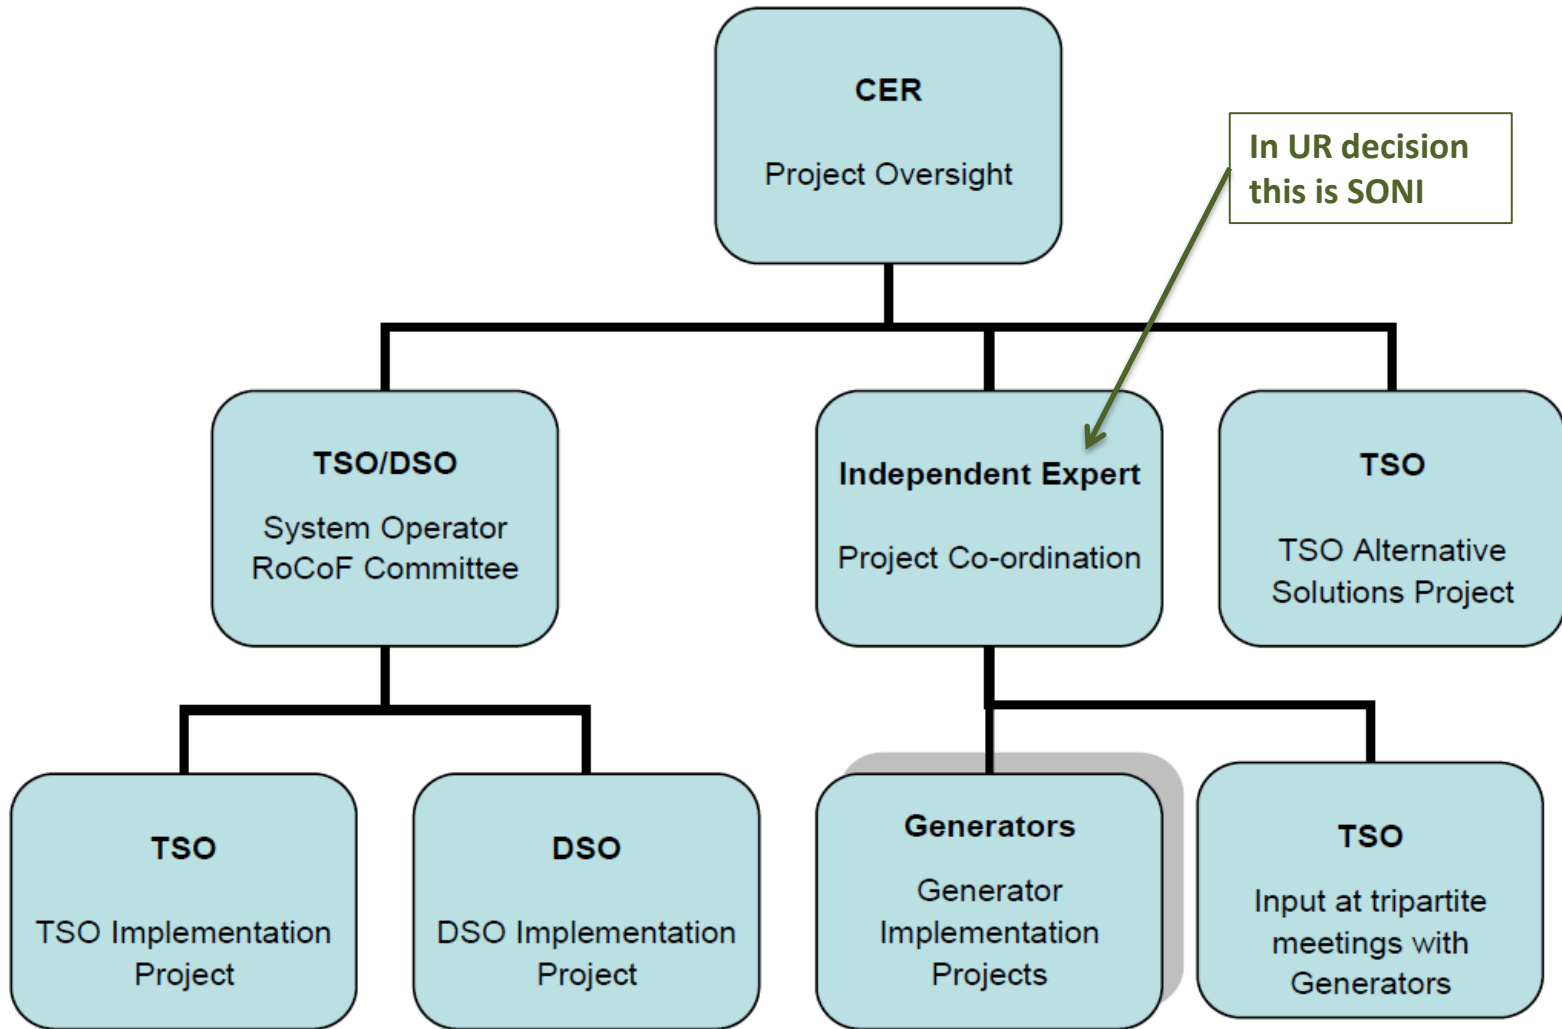 CER
Project Oversight
In UR decision
this is SONI
TSO/DSO
System Operator
RoCoF Committee
Independent Expert
Project Co-ordination
TSO
TSO Alternative
Solutions Project
TSO
TSO Implementation
Project
DSO
DSO Implementation
Project
Generators
Generator
Implementation
Projects
TSO
Input at tripartite
meetings with
Generators